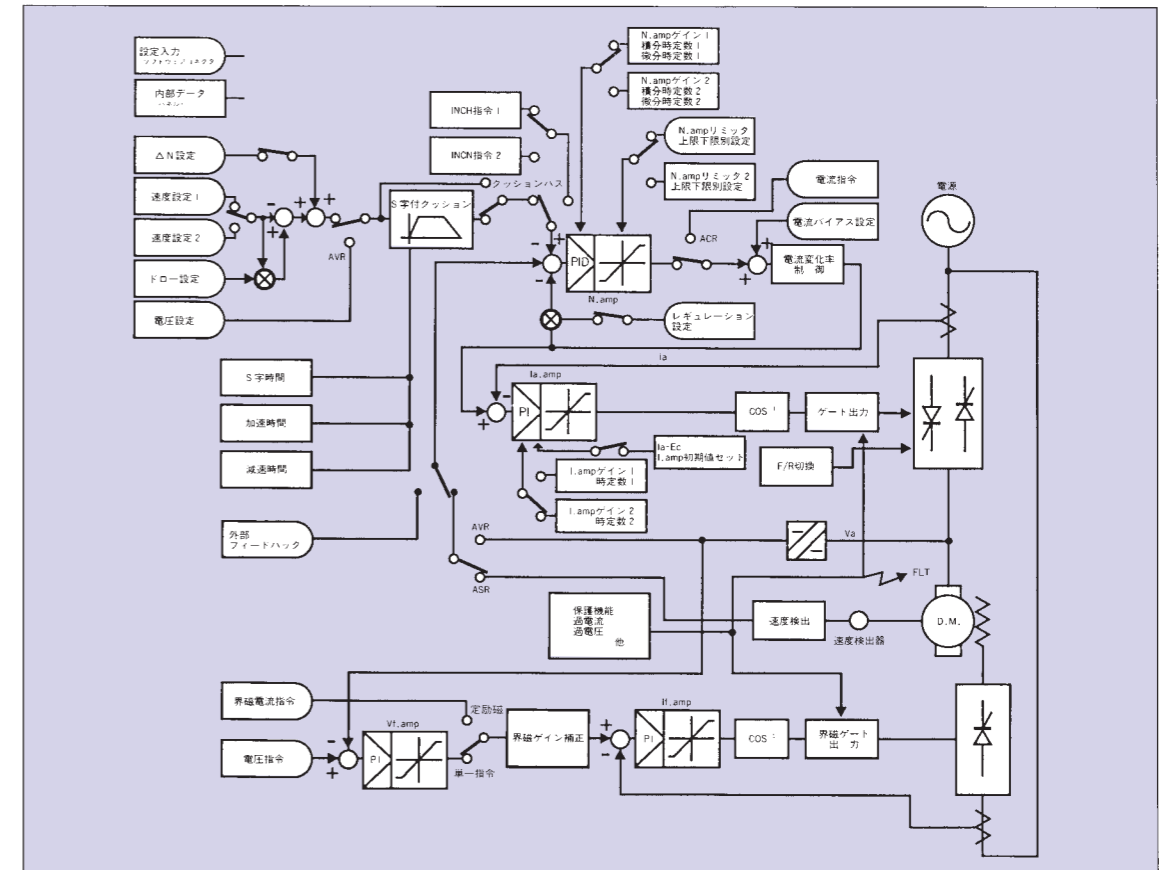 設定入力
内部データ
△N設定
速度設定1
速度設定2
ドロー設定
電圧設定
AVR
S字付クッション
クッションパス
INCH指令1
INCN指令2
N.ampゲイン1
積分時定数1
微分時定数1
N.ampゲイン2
積分時定数2
微分時定数2
N.ampリミッタ
上限下限別設定
N.ampリミッタ2
上限下限別設定
電流指令
電流バイアス設定
電源
ACR
PID
N.amp
電流変化率
制 御
レギュレーション
設定
ia
S字時間
加速時間
減速時間
外部
フィードバック
Ia.amp
PI
COS
ゲート出力
F/R切換
Ia-Ec
I.amp初期値セット
I.ampゲイン1
時定数1
I.ampゲイン2
時定数2
AVR
ASR
Va
FLT
保護機能
過電流
過電圧
他
速度検出
速度検出器
D.M.
界磁電流指令
電圧指令
Vf.amp
PI
定励磁
単一指令
界磁ゲイン補正
If.amp
PI
COS
界磁ゲート
出 力